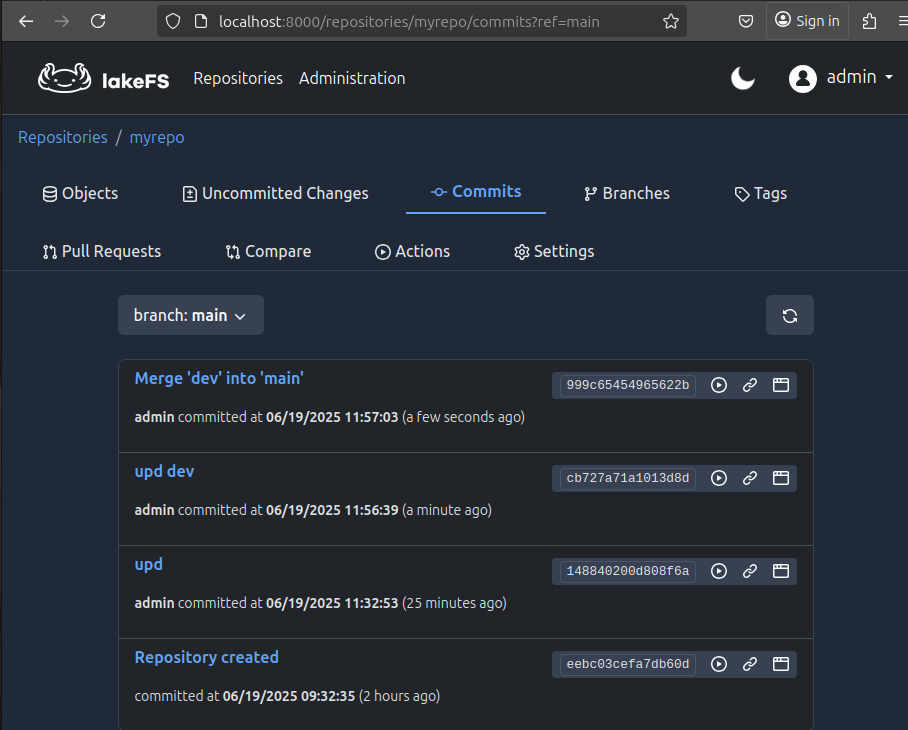 localhost:8000/repositories/myrepo/commits?ref=main
Sign in
lakeFS Repositories Administration admin
Repositories / myrepo
Objects Uncommitted Changes Commits Branches Tags
Pull Requests Compare Actions Settings
branch: main
Merge 'dev' into 'main' 999c65454965622b
admin committed at 06/19/2025 11:57:03 (a few seconds ago)
upd dev cb727a71a1013d8d
admin committed at 06/19/2025 11:56:39 (a minute ago)
upd 148840200d808f6a
admin committed at 06/19/2025 11:32:53 (25 minutes ago)
Repository created eebc03cefa7db60d
committed at 06/19/2025 09:32:35 (2 hours ago)